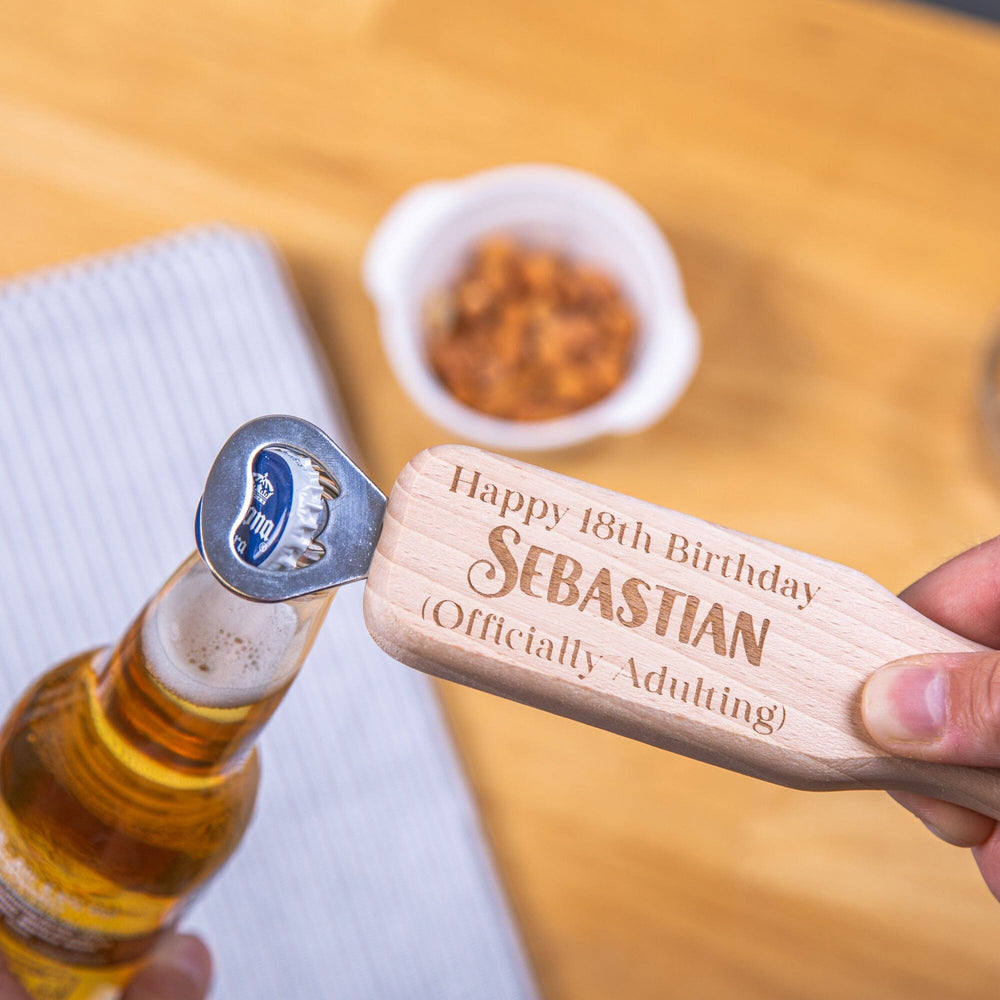 Happy 18th Birthday
SEBASTIAN
(Officially Adulting)